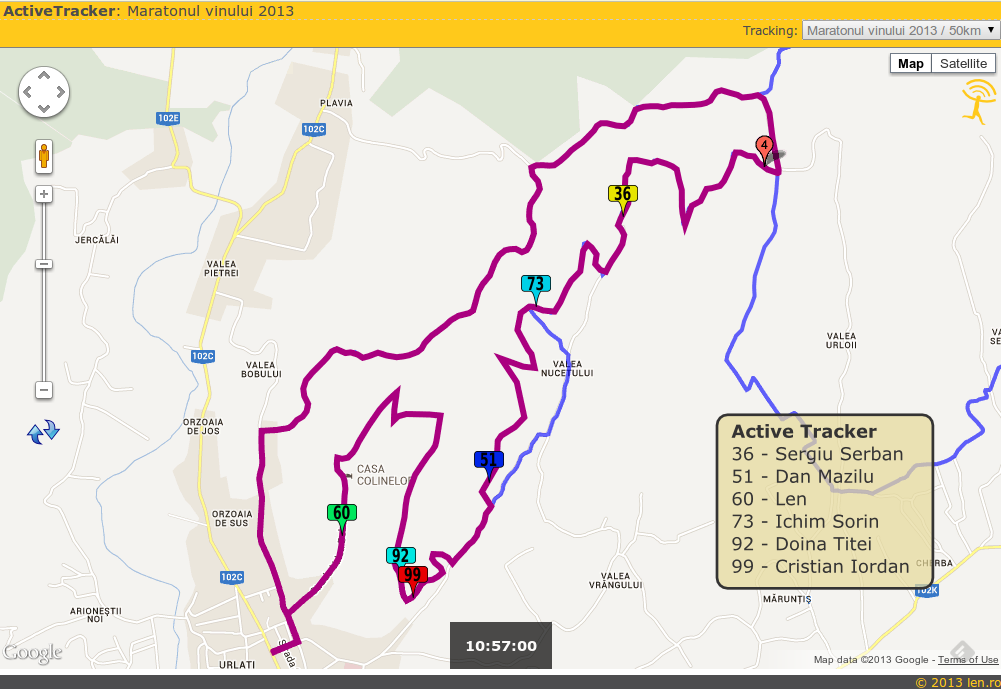 ActiveTracker: Maratonul vinului 2013
Tracking: Maratonul vinului 2013 / 50km
Map Satellite
PLAVIA
102E
102C
4
36
JERCĂLĂI
VALEA
PIETREI
73
VALEA
URLOII
102C
VALEA
BOBULUI
VALEA
NUCETULUI
ORZOAIA
DE JOS
Active Tracker
36 - Sergiu Serban
51 - Dan Mazilu
60 - Len
73 - Ichim Sorin
92 - Doina Titei
99 - Cristian Iordan
51
CASA
COLINELOR
ORZOAIA
DE SUS
60
92
99
102C
VALEA
VRÂNGULUI
102K
MĂRUNȚIȘ
ARIONEȘTII
NOI
10:57:00
Google
URLATI
Strada
Map data ©2013 Google - Terms of Use
© 2013 len.ro